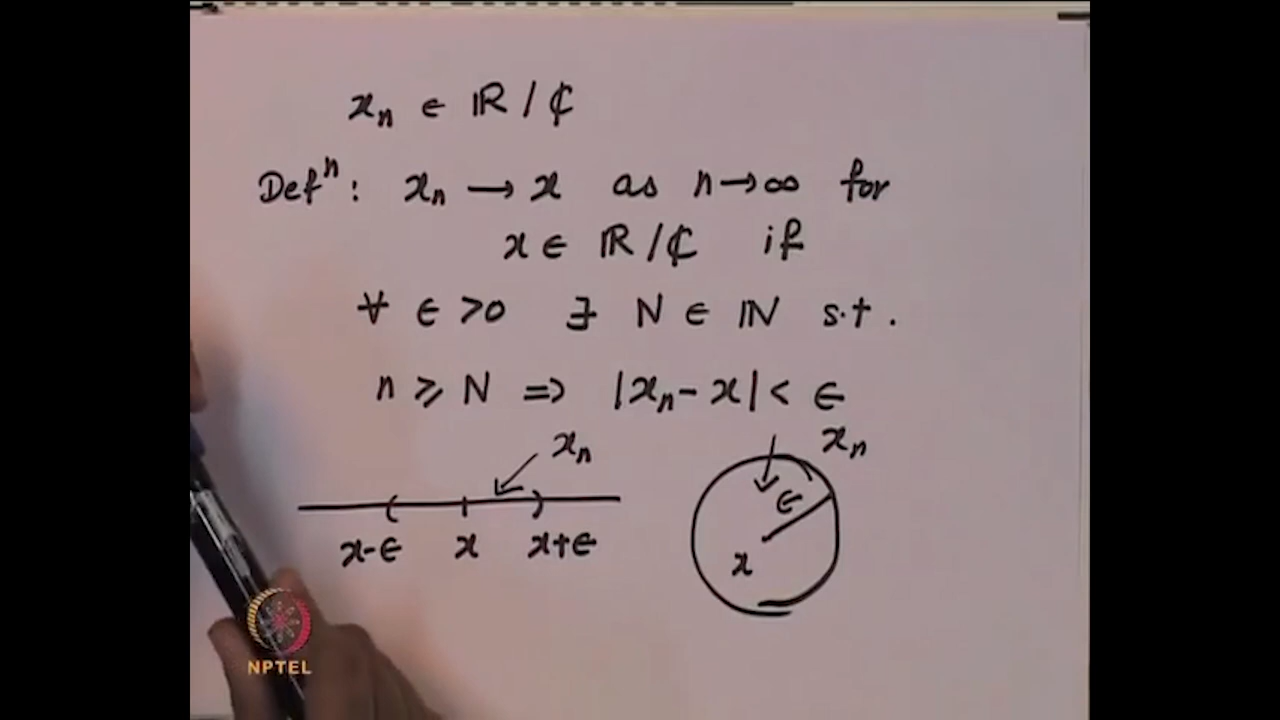 xₙ ∈ ℝ / ₵
Defⁿ: xₙ → x as n → ∞ for
x ∈ ℝ / ₵ if
∀ ∈ > 0 ∃ N ∈ ℕ s.t.
n ⩾ N ⇒ |xₙ - x| < ∈
xₙ
xₙ
∈
x-∈ x x+∈
x
NPTEL